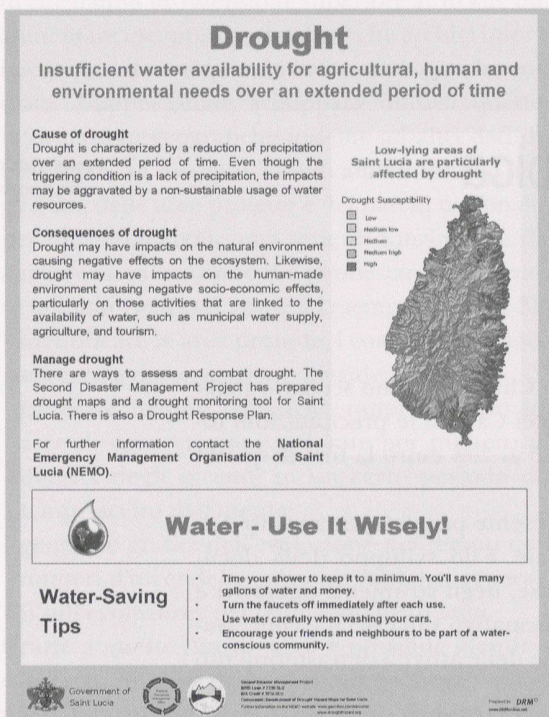 Drought
Insufficient water availability for agricultural, human and
environmental needs over an extended period of time
Cause of drought
Drought is characterized by a reduction of precipitation
over an extended period of time. Even though the
triggering condition is a lack of precipitation, the impacts
may be aggravated by a non-sustainable usage of water
resources.
Consequences of drought
Drought may have impacts on the natural environment
causing negative effects on the ecosystem. Likewise,
drought may have impacts on the human-made
environment causing negative socio-economic effects,
particularly on those activities that are linked to the
availability of water, such as municipal water supply,
agriculture, and tourism.
Manage drought
There are ways to assess and combat drought. The
Second Disaster Management Project has prepared
drought maps and a drought monitoring tool for Saint
Lucia. There is also a Drought Response Plan.
For further information contact the National
Emergency Management Organisation of Saint
Lucia (NEMO).
Low-lying areas of
Saint Lucia are particularly
affected by drought
Drought Susceptibility
Low
Medium low
Medium
Medium high
High
Water - Use It Wisely!
Water-Saving
Tips
• Time your shower to keep it to a minimum. You'll save many
gallons of water and money.
• Turn the faucets off immediately after each use.
• Use water carefully when washing your cars.
• Encourage your friends and neighbours to be part of a water-
conscious community.
Government of
Saint Lucia
DRM